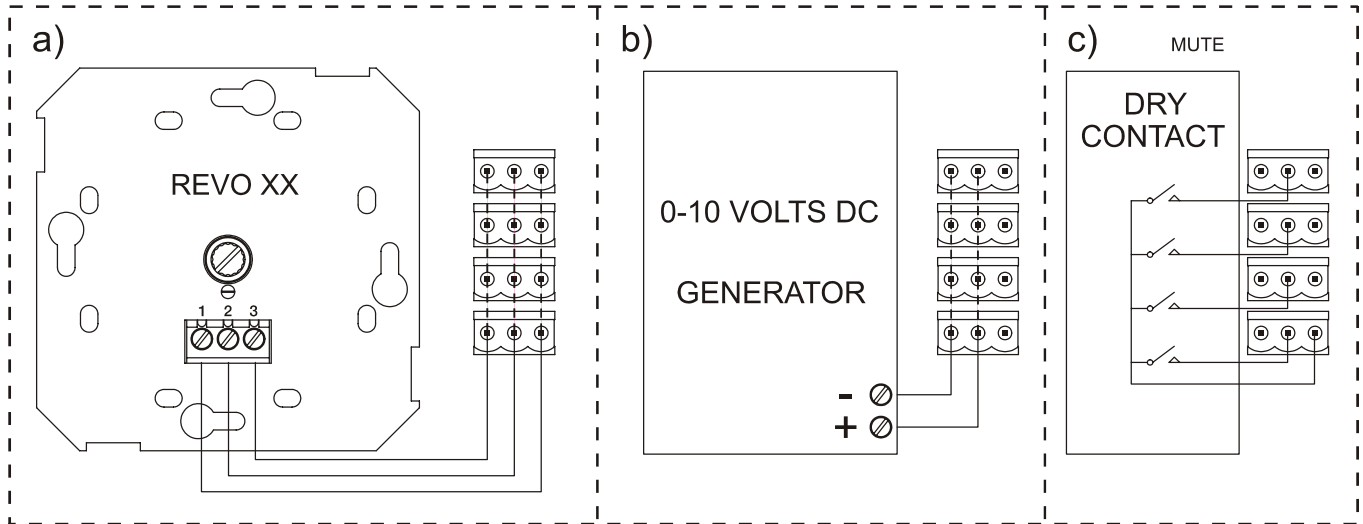 a)
REVO XX
1 2 3
b)
0-10 VOLTS DC
GENERATOR
-
+
c)
MUTE
DRY
CONTACT